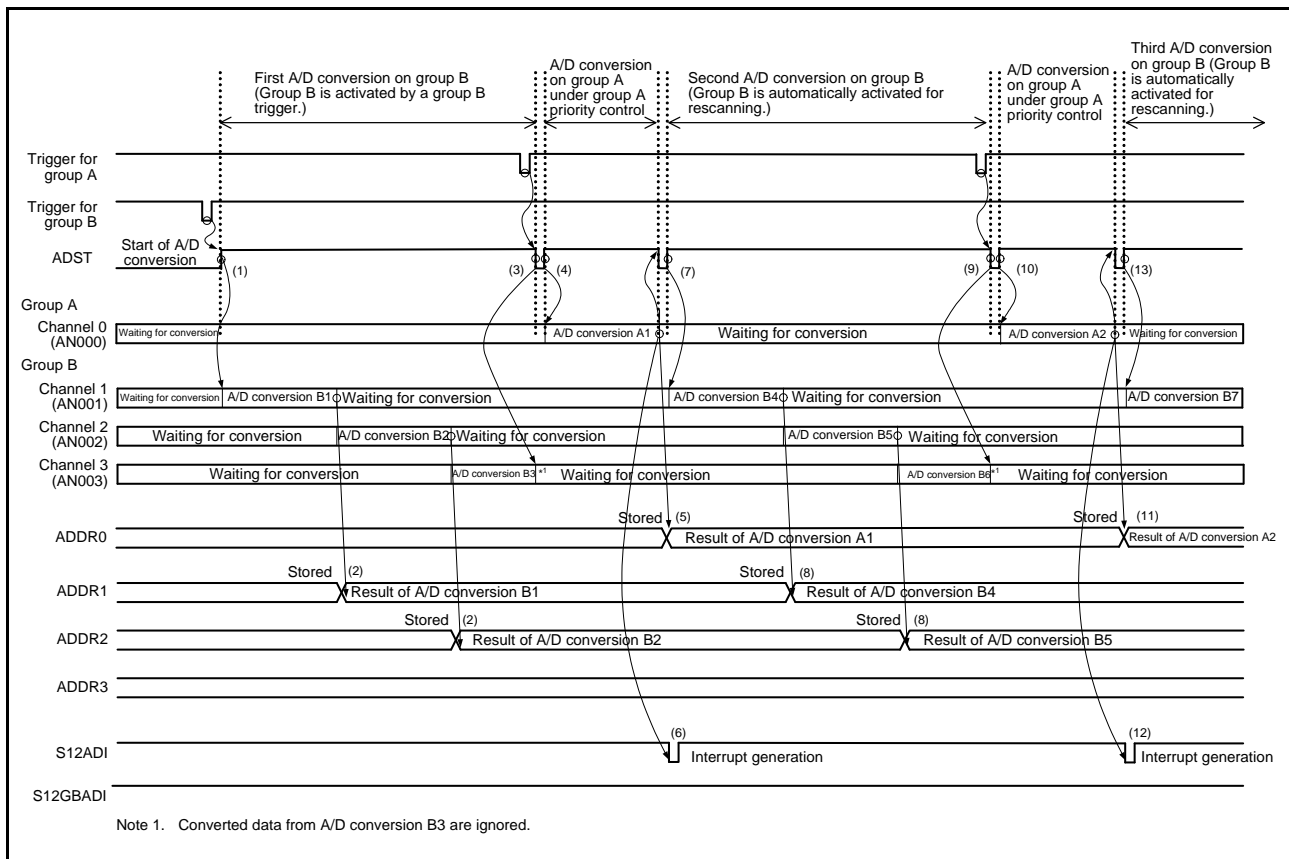 First A/D conversion on group B
(Group B is activated by a group B
trigger.)
A/D conversion
on group A
under group A
priority control
Second A/D conversion on group B
(Group B is automatically activated for
rescanning.)
A/D conversion
on group A
under group A
priority control
Third A/D conversion
on group B (Group B
is automatically
activated for
rescanning.)
Trigger for
group A
Trigger for
group B
ADST
Start of A/D
conversion
(1)
(3)
(4)
(7)
(9)
(10)
(13)
Group A
Channel 0
(AN000)
Waiting for conversion
A/D conversion A1
Waiting for conversion
A/D conversion A2
Waiting for conversion
Group B
Channel 1
(AN001)
Waiting for conversion
A/D conversion B1
Waiting for conversion
A/D conversion B4
Waiting for conversion
A/D conversion B7
Channel 2
(AN002)
Waiting for conversion
A/D conversion B2
Waiting for conversion
A/D conversion B5
Waiting for conversion
Channel 3
(AN003)
Waiting for conversion
A/D conversion B3 *1
Waiting for conversion
A/D conversion B6 *1
Waiting for conversion
ADDR0
Stored (5)
Result of A/D conversion A1
Stored (11)
Result of A/D conversion A2
ADDR1
Stored (2)
Result of A/D conversion B1
Stored (8)
Result of A/D conversion B4
ADDR2
Stored (2)
Result of A/D conversion B2
Stored (8)
Result of A/D conversion B5
ADDR3
S12ADI
(6)
Interrupt generation
(12)
Interrupt generation
S12GBADI
Note 1. Converted data from A/D conversion B3 are ignored.